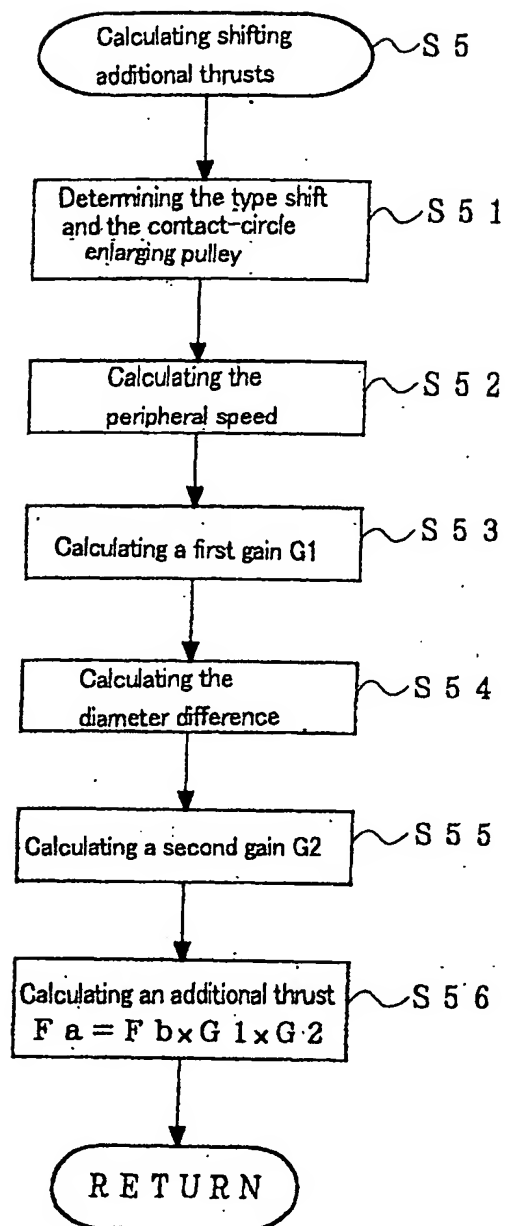 Calculating shifting
additional thrusts
S 5
Determining the type shift
and the contact-circle
enlarging pulley
S 5 1
Calculating the
peripheral speed
S 5 2
Calculating a first gain G1
S 5 3
Calculating the
diameter difference
S 5 4
Calculating a second gain G2
S 5 5
Calculating an additional thrust
F a = F b x G 1 x G 2
S 5 6
R E T U R N